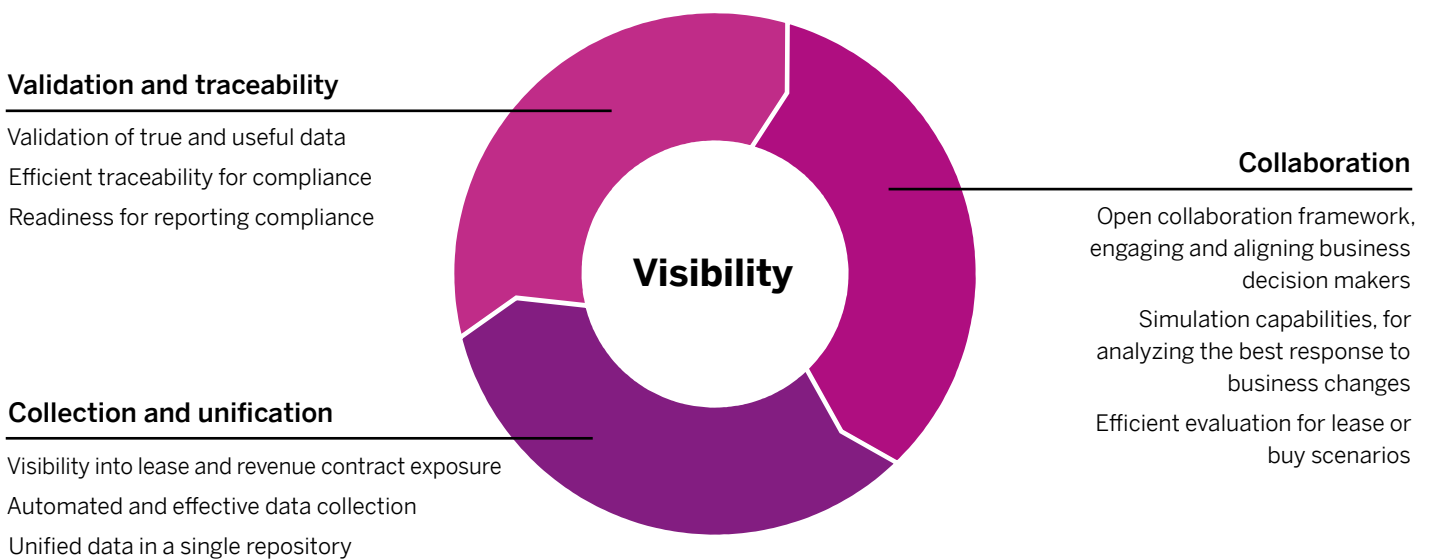 Validation and traceability
Validation of true and useful data
Efficient traceability for compliance
Readiness for reporting compliance
Visibility
Collaboration
Open collaboration framework,
engaging and aligning business
decision makers
Simulation capabilities, for
analyzing the best response to
business changes
Efficient evaluation for lease or
buy scenarios
Collection and unification
Visibility into lease and revenue contract exposure
Automated and effective data collection
Unified data in a single repository